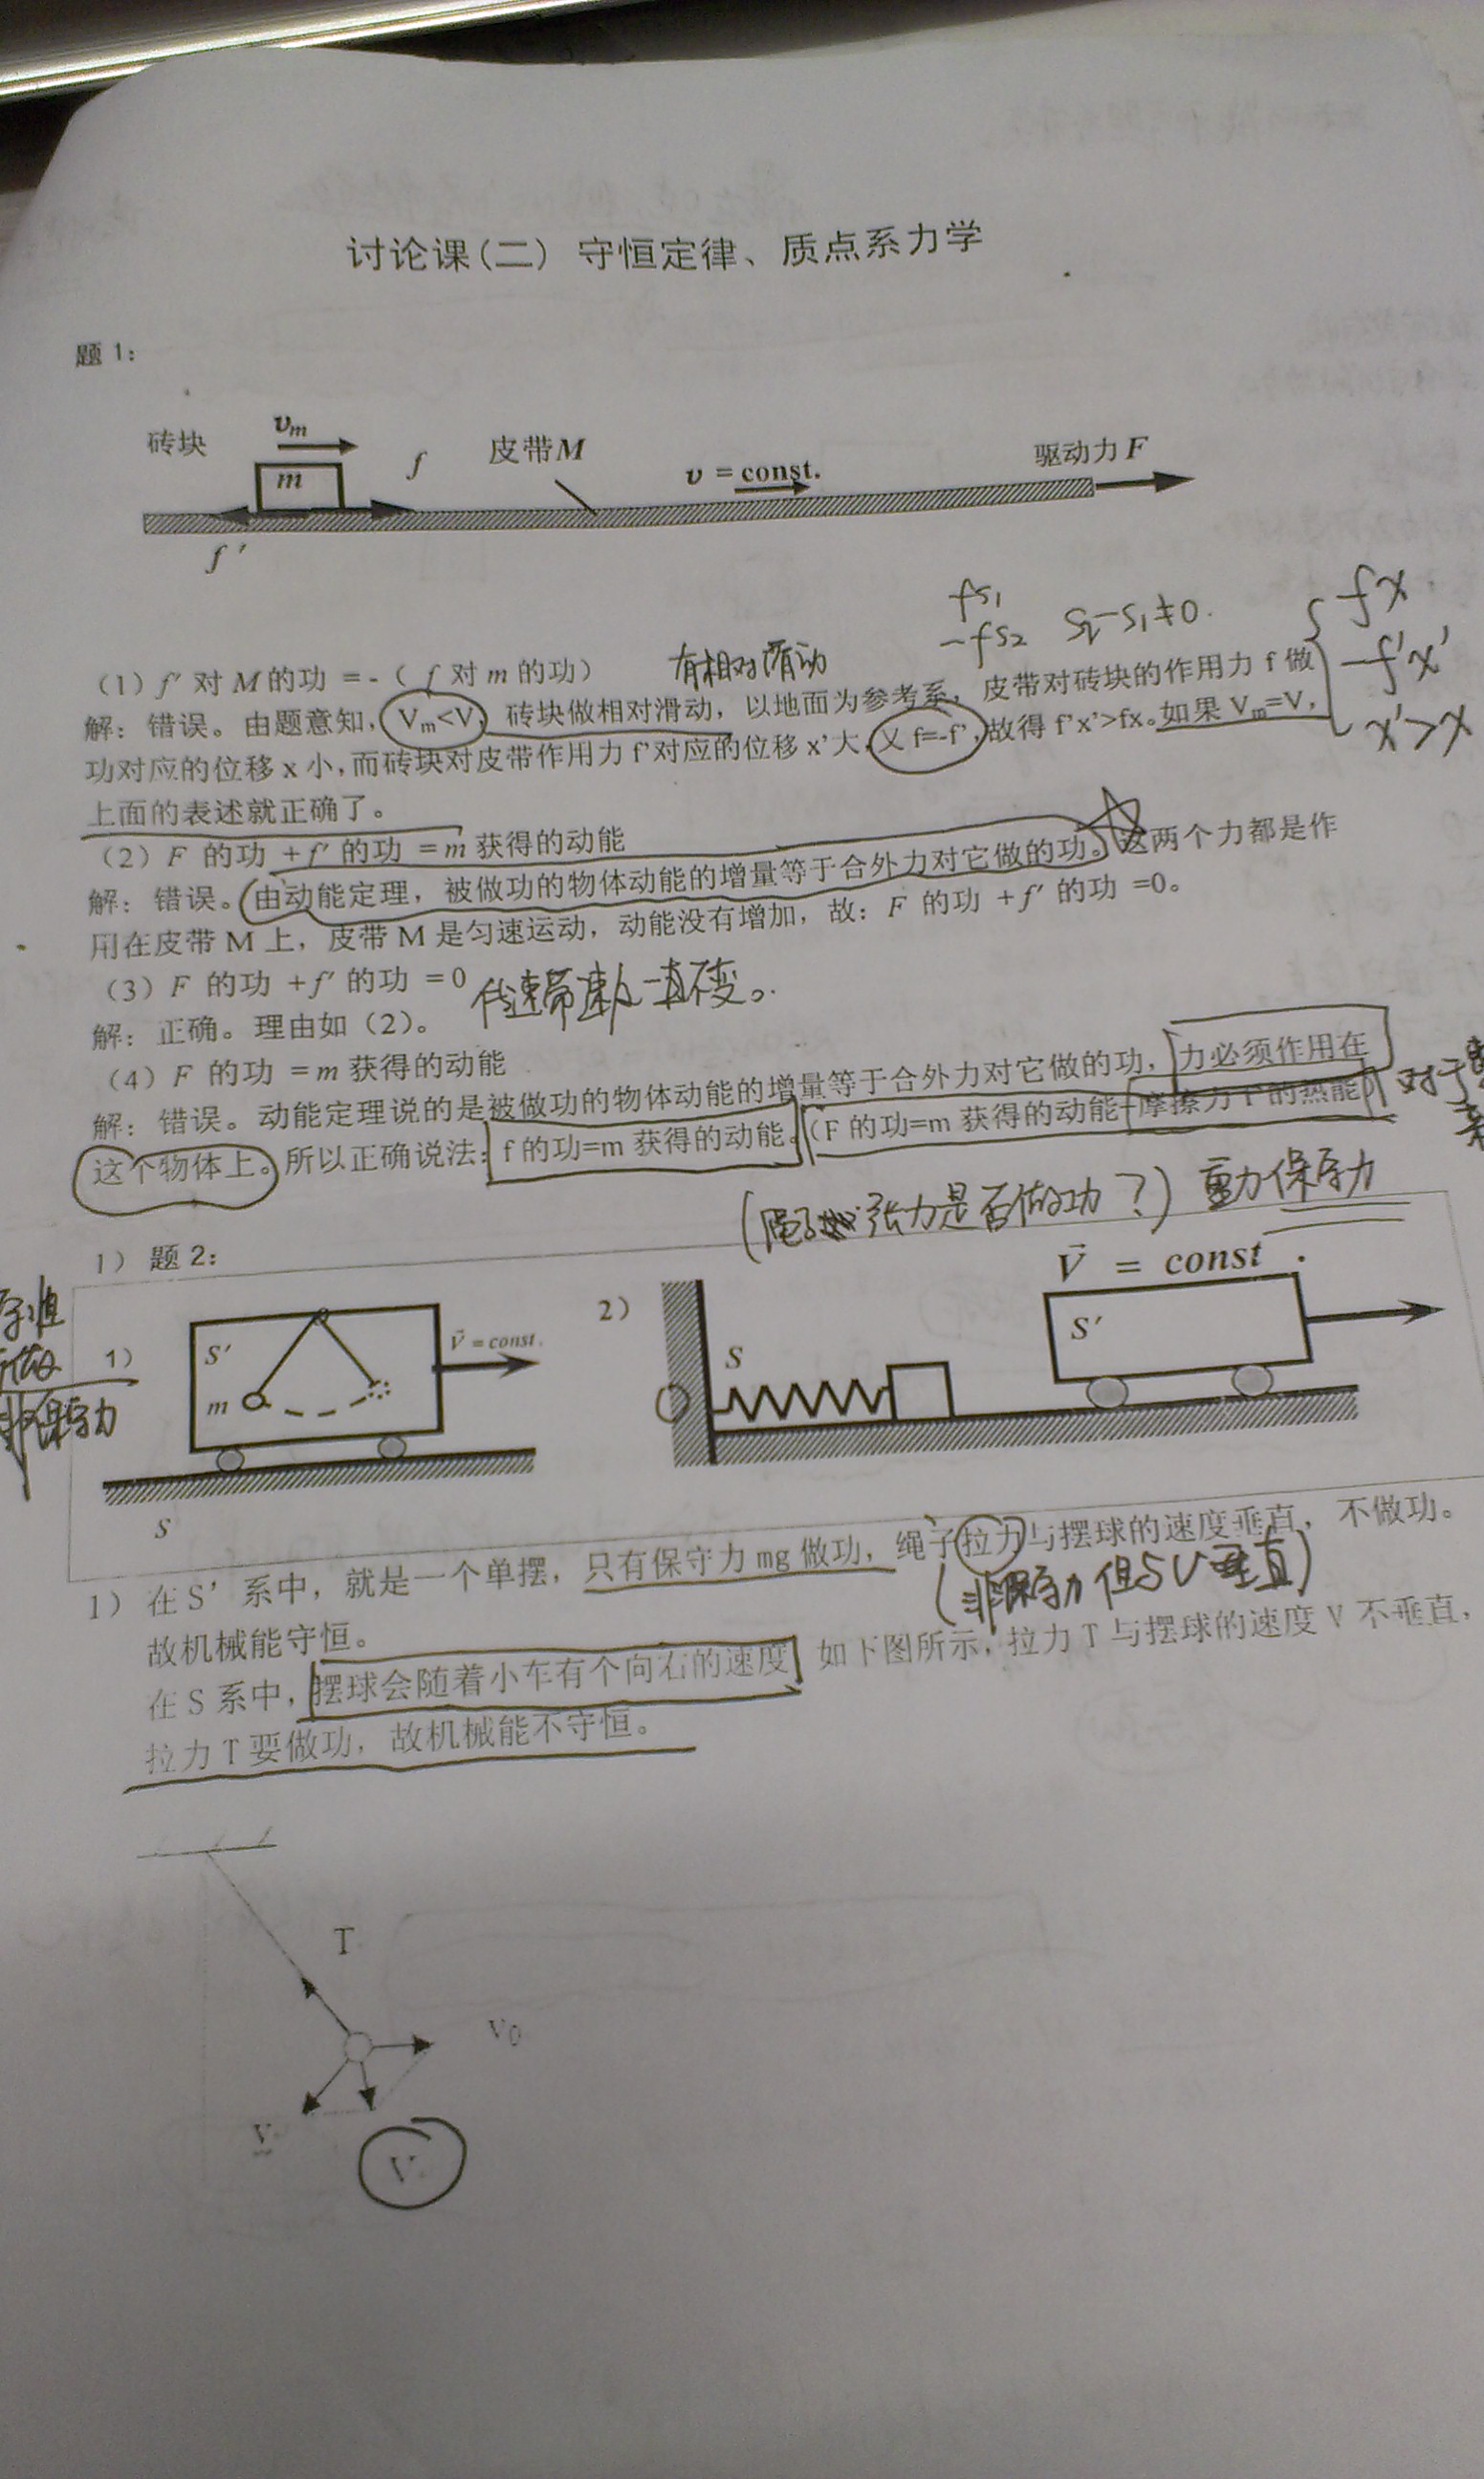 讨论课(二) 守恒定律、质点系力学
题 1:
砖块
υm
m
f
皮带M
υ = const.
驱动力 F
f ′
fs₁
-fs₂ S₂-S₁≠0.
fx
-f'x'
x'>x
有相对滑动
(1) f′ 对 M 的功 = - ( f 对 m 的功)
解: 错误。由题意知, Vm<V, 砖块做相对滑动, 以地面为参考系, 皮带对砖块的作用力 f 做
功对应的位移 x 小,而砖块对皮带作用力 f'对应的位移 x'大,又 f=-f',故得 f'x'>fx。如果 Vm=V,
上面的表述就正确了。
(2) F 的功 +f′ 的功 =m 获得的动能
解: 错误。由动能定理, 被做功的物体动能的增量等于合外力对它做的功。这两个力都是作
用在皮带 M 上, 皮带 M 是匀速运动, 动能没有增加, 故: F 的功 +f′ 的功 =0。
(3) F 的功 +f′ 的功 =0 传速带速度一直不变。
解: 正确。理由如 (2)。
(4) F 的功 =m 获得的动能
解: 错误。动能定理说的是被做功的物体动能的增量等于合外力对它做的功, 力必须作用在
这个物体上。所以正确说法: f 的功=m 获得的动能。(F 的功=m 获得的动能+摩擦力 f 的热能) 对于
(绳子张力是否做功?) 重力保守力
1) 题 2:
非保守力
1)
S′
m
V⃗ = const.
S
2)
S
V⃗ = const .
S′
1) 在 S' 系中, 就是一个单摆, 只有保守力 mg 做功, 绳子拉力与摆球的速度垂直, 不做功。
(非保守力 但与V垂直)
故机械能守恒。
在 S 系中, 摆球会随着小车有个向右的速度, 如下图所示, 拉力 T 与摆球的速度 V 不垂直,
拉力 T 要做功, 故机械能不守恒。
T
V₀
V
V